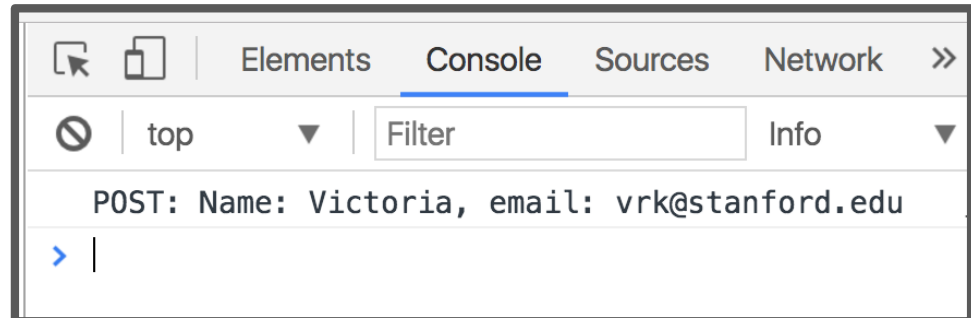 Elements Console Sources Network »
top ▼ Filter Info ▼
POST: Name: Victoria, email: vrk@stanford.edu
>